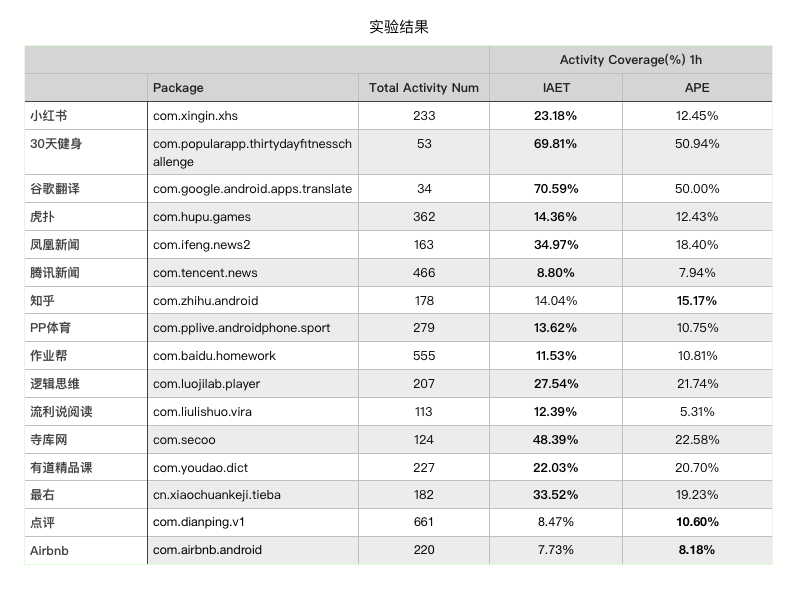 实验结果
Activity Coverage(%) 1h
Package Total Activity Num IAET APE
小红书 com.xingin.xhs 233 23.18% 12.45%
30天健身 com.popularapp.thirtydayfitnessch 53 69.81% 50.94%
allenge
谷歌翻译 com.google.android.apps.translate 34 70.59% 50.00%
虎扑 com.hupu.games 362 14.36% 12.43%
凤凰新闻 com.ifeng.news2 163 34.97% 18.40%
腾讯新闻 com.tencent.news 466 8.80% 7.94%
知乎 com.zhihu.android 178 14.04% 15.17%
PP体育 com.pplive.androidphone.sport 279 13.62% 10.75%
作业帮 com.baidu.homework 555 11.53% 10.81%
逻辑思维 com.luojilab.player 207 27.54% 21.74%
流利说阅读 com.liulishuo.vira 113 12.39% 5.31%
寺库网 com.secoo 124 48.39% 22.58%
有道精品课 com.youdao.dict 227 22.03% 20.70%
最右 cn.xiaochuankeji.tieba 182 33.52% 19.23%
点评 com.dianping.v1 661 8.47% 10.60%
Airbnb com.airbnb.android 220 7.73% 8.18%